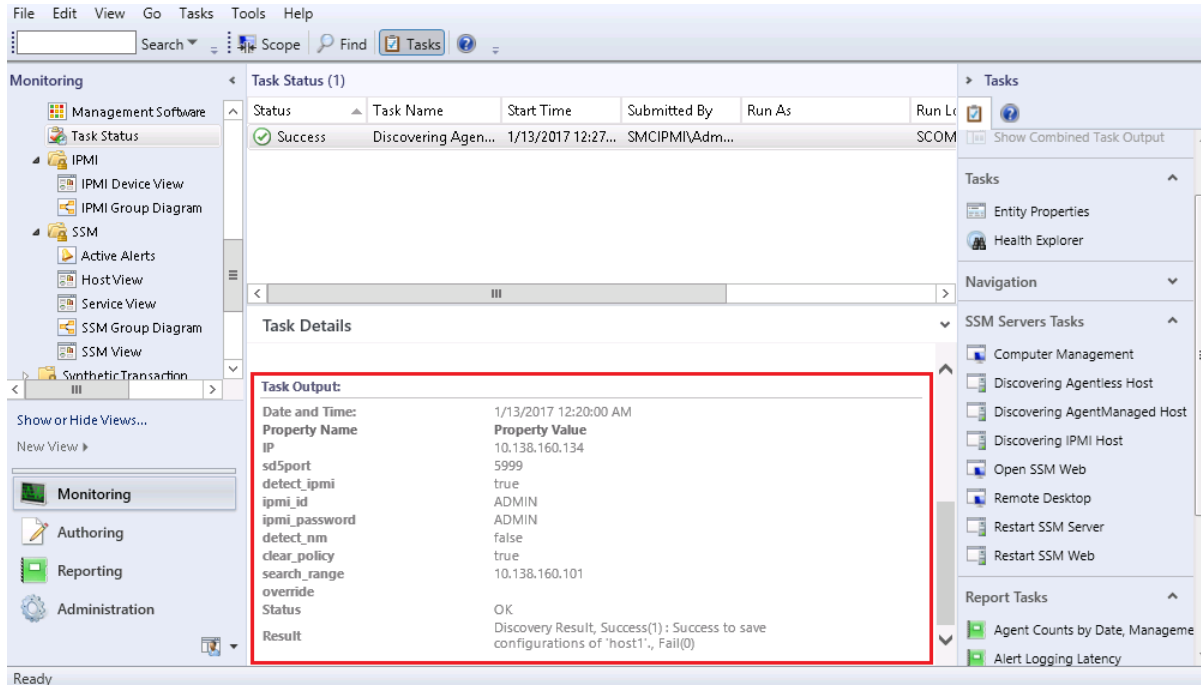 File Edit View Go Tasks Tools Help
Search Scope Find Tasks
Monitoring
Management Software
Task Status
IPMI
IPMI Device View
IPMI Group Diagram
SSM
Active Alerts
Host View
Service View
SSM Group Diagram
SSM View
Synthetic Transaction
Show or Hide Views...
New View
Monitoring
Authoring
Reporting
Administration
Task Status (1)
Status Task Name Start Time Submitted By Run As Run Lo
Success Discovering Agen... 1/13/2017 12:27... SMCIPMI\Adm... SCOM
Task Details
Task Output:
Date and Time: 1/13/2017 12:20:00 AM
Property Name Property Value
IP 10.138.160.134
sd5port 5999
detect_ipmi true
ipmi_id ADMIN
ipmi_password ADMIN
detect_nm false
clear_policy true
search_range 10.138.160.101
override
Status OK
Result Discovery Result, Success(1) : Success to save
configurations of 'host1'., Fail(0)
Tasks
Show Combined Task Output
Tasks
Entity Properties
Health Explorer
Navigation
SSM Servers Tasks
Computer Management
Discovering Agentless Host
Discovering AgentManaged Host
Discovering IPMI Host
Open SSM Web
Remote Desktop
Restart SSM Server
Restart SSM Web
Report Tasks
Agent Counts by Date, Manageme
Alert Logging Latency
Ready